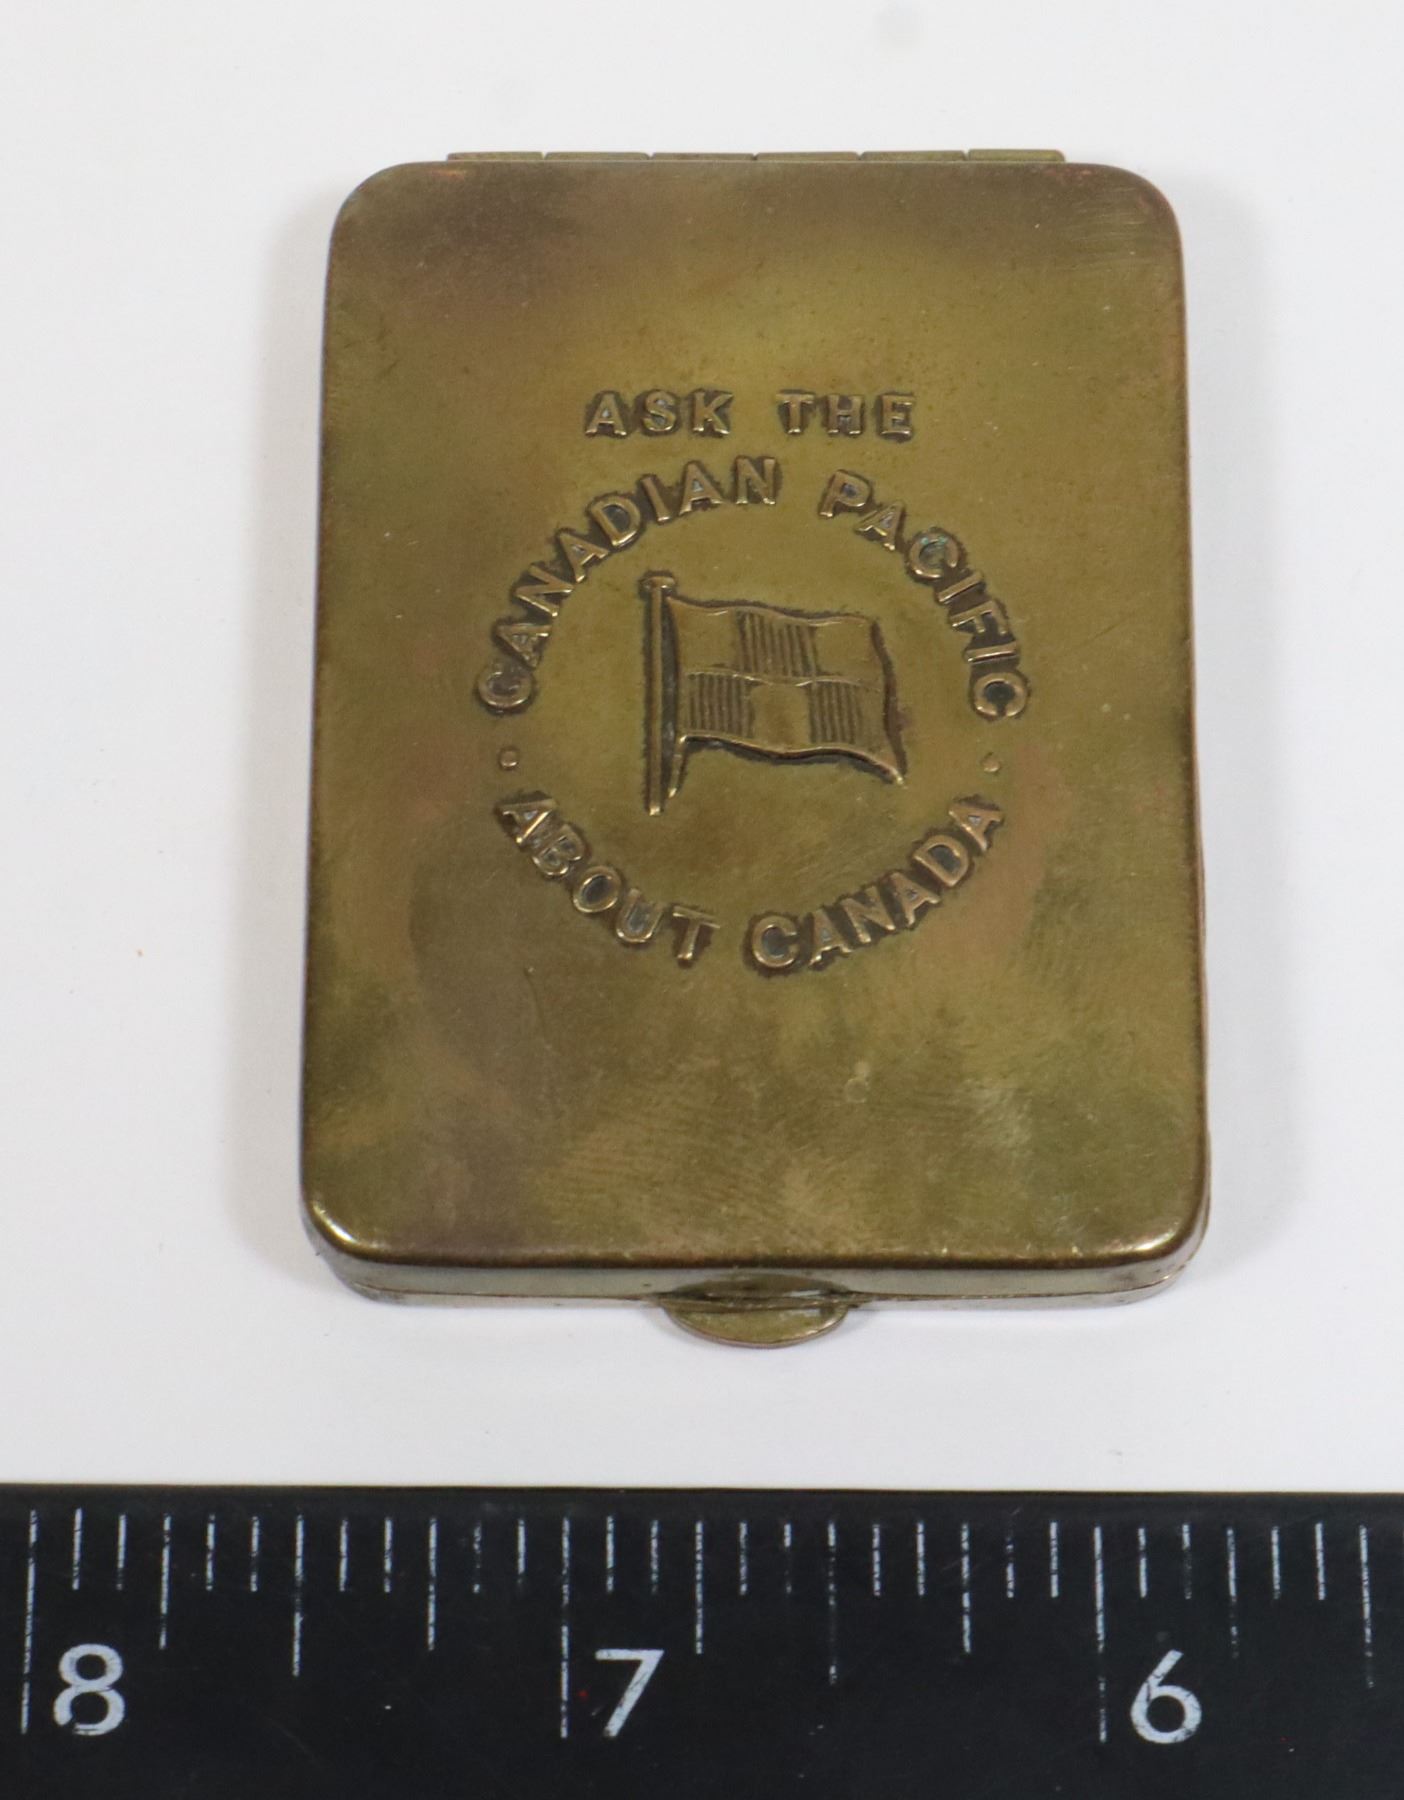 ASK THE
CANADIAN PACIFIC
· ABOUT CANADA ·
8 7 6